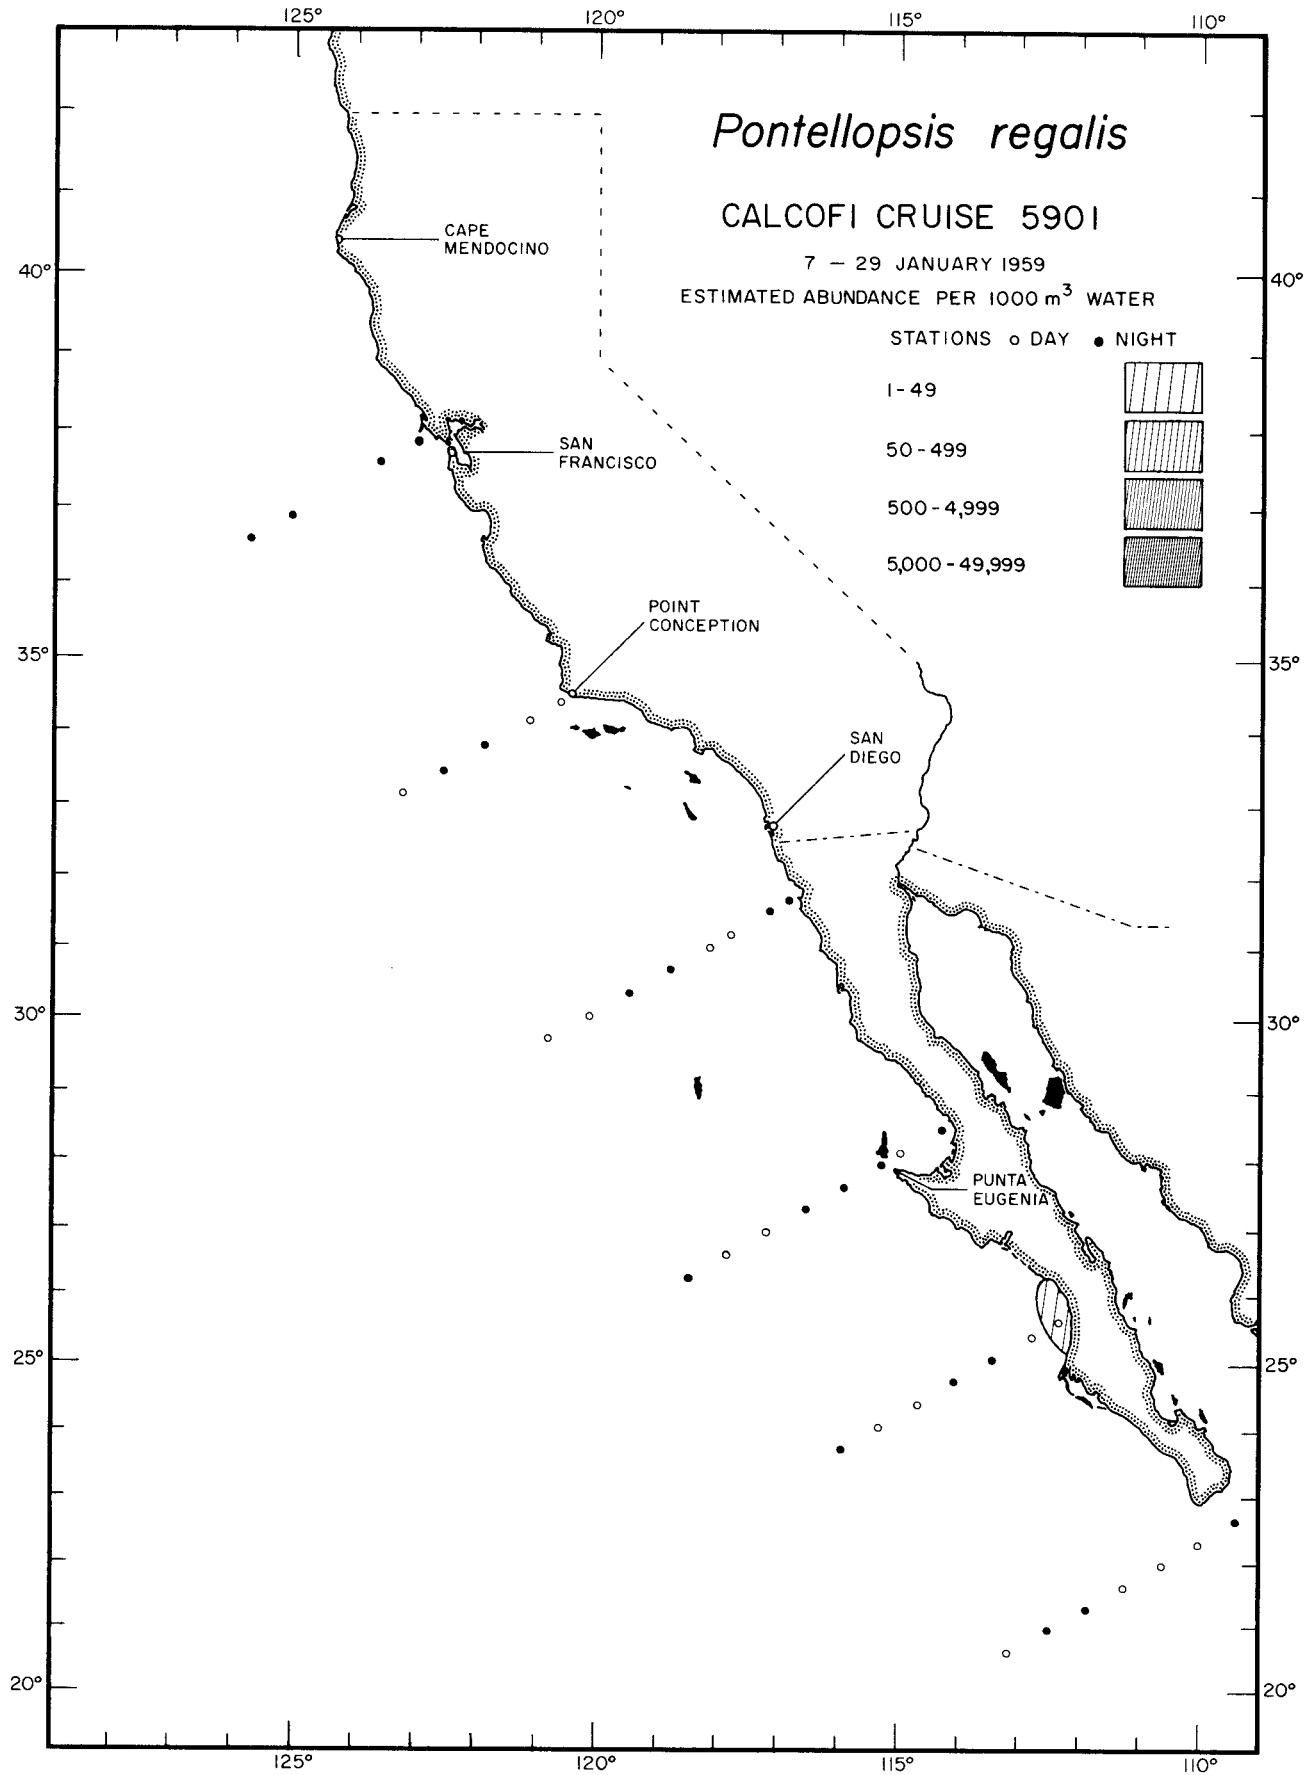 125° 120° 115° 110°
Pontellopsis regalis
CALCOFI CRUISE 5901
7 – 29 JANUARY 1959
ESTIMATED ABUNDANCE PER 1000 m³ WATER
STATIONS ○ DAY ● NIGHT
1-49
50-499
500-4,999
5,000-49,999
CAPE
MENDOCINO
40° 40°
SAN
FRANCISCO
POINT
CONCEPTION
35° 35°
SAN
DIEGO
30° 30°
PUNTA
EUGENIA
25° 25°
20° 20°
125° 120° 115° 110°